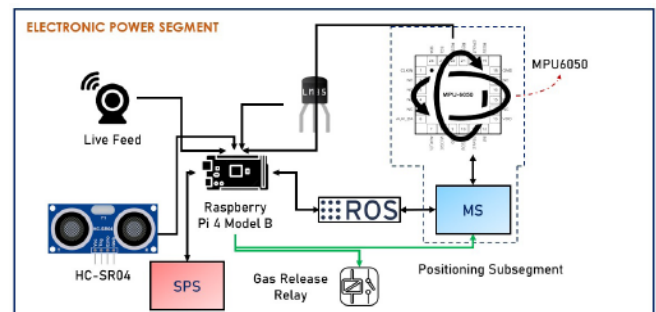 ELECTRONIC POWER SEGMENT
MPU6050
LM35
MPU-6050
Live Feed
Raspberry
Pi 4 Model B
ROS
MS
HC-SR04
SPS
Gas Release
Relay
Positioning Subsegment